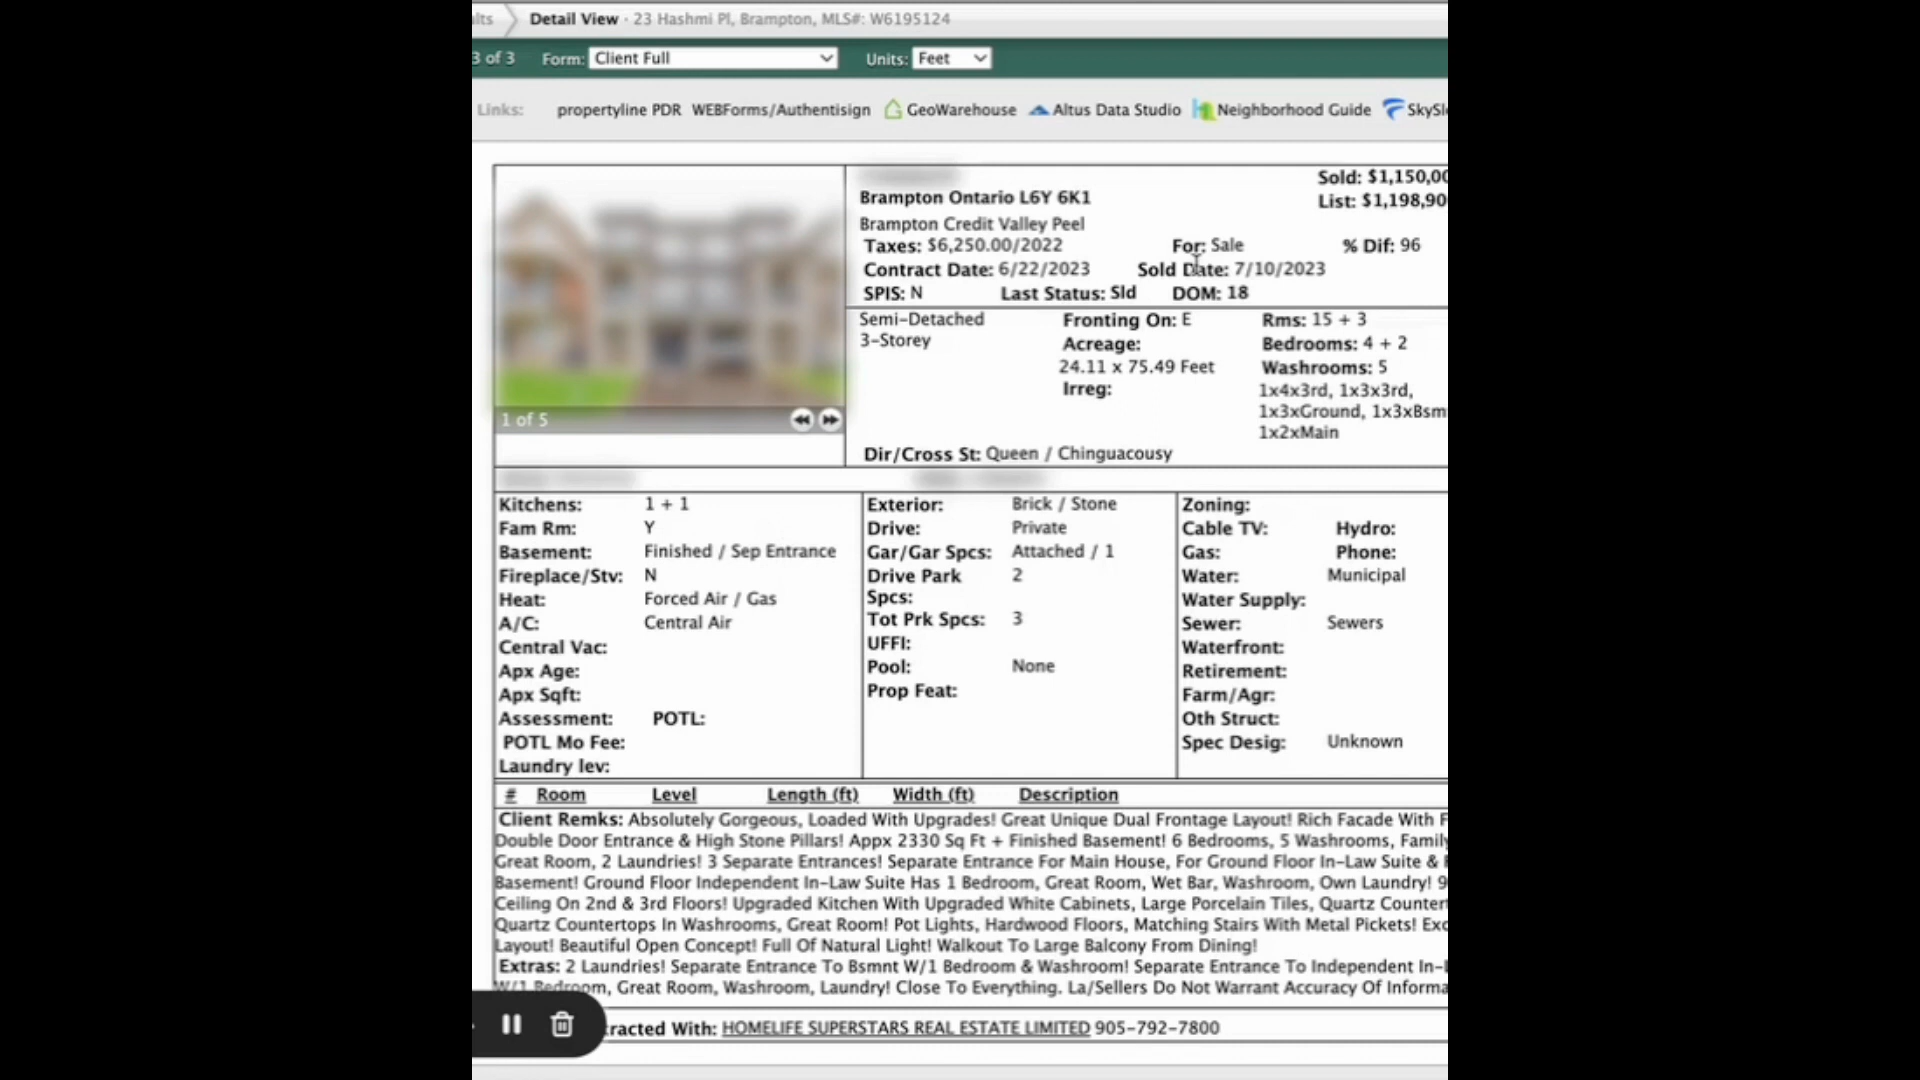 lts Detail View · 23 Hashmi Pl, Brampton, MLS#: W6195124
3 of 3 Form: Client Full Units: Feet
Links: propertyline PDR WEBForms/Authentisign GeoWarehouse Altus Data Studio Neighborhood Guide SkySl
Sold: $1,150,00
Brampton Ontario L6Y 6K1 List: $1,198,90
Brampton Credit Valley Peel
Taxes: $6,250.00/2022 For: Sale % Dif: 96
Contract Date: 6/22/2023 Sold Date: 7/10/2023
SPIS: N Last Status: Sld DOM: 18
Semi-Detached Fronting On: E Rms: 15 + 3
3-Storey Acreage: Bedrooms: 4 + 2
24.11 x 75.49 Feet Washrooms: 5
Irreg: 1x4x3rd, 1x3x3rd,
1x3xGround, 1x3xBsm
1x2xMain
1 of 5
Dir/Cross St: Queen / Chinguacousy
Kitchens: 1 + 1 Exterior: Brick / Stone Zoning:
Fam Rm: Y Drive: Private Cable TV: Hydro:
Basement: Finished / Sep Entrance Gar/Gar Spcs: Attached / 1 Gas: Phone:
Fireplace/Stv: N Drive Park 2 Water: Municipal
Heat: Forced Air / Gas Spcs: Water Supply:
A/C: Central Air Tot Prk Spcs: 3 Sewer: Sewers
Central Vac: UFFI: Waterfront:
Apx Age: Pool: None Retirement:
Apx Sqft: Prop Feat: Farm/Agr:
Assessment: POTL: Oth Struct:
POTL Mo Fee: Spec Desig: Unknown
Laundry lev:
# Room Level Length (ft) Width (ft) Description
Client Remks: Absolutely Gorgeous, Loaded With Upgrades! Great Unique Dual Frontage Layout! Rich Facade With F
Double Door Entrance & High Stone Pillars! Appx 2330 Sq Ft + Finished Basement! 6 Bedrooms, 5 Washrooms, Family
Great Room, 2 Laundries! 3 Separate Entrances! Separate Entrance For Main House, For Ground Floor In-Law Suite &
Basement! Ground Floor Independent In-Law Suite Has 1 Bedroom, Great Room, Wet Bar, Washroom, Own Laundry! 9
Ceiling On 2nd & 3rd Floors! Upgraded Kitchen With Upgraded White Cabinets, Large Porcelain Tiles, Quartz Counter
Quartz Countertops In Washrooms, Great Room! Pot Lights, Hardwood Floors, Matching Stairs With Metal Pickets! Exc
Layout! Beautiful Open Concept! Full Of Natural Light! Walkout To Large Balcony From Dining!
Extras: 2 Laundries! Separate Entrance To Bsmnt W/1 Bedroom & Washroom! Separate Entrance To Independent In-L
W/1 Bedroom, Great Room, Washroom, Laundry! Close To Everything. La/Sellers Do Not Warrant Accuracy Of Informa
racted With: HOMELIFE SUPERSTARS REAL ESTATE LIMITED 905-792-7800